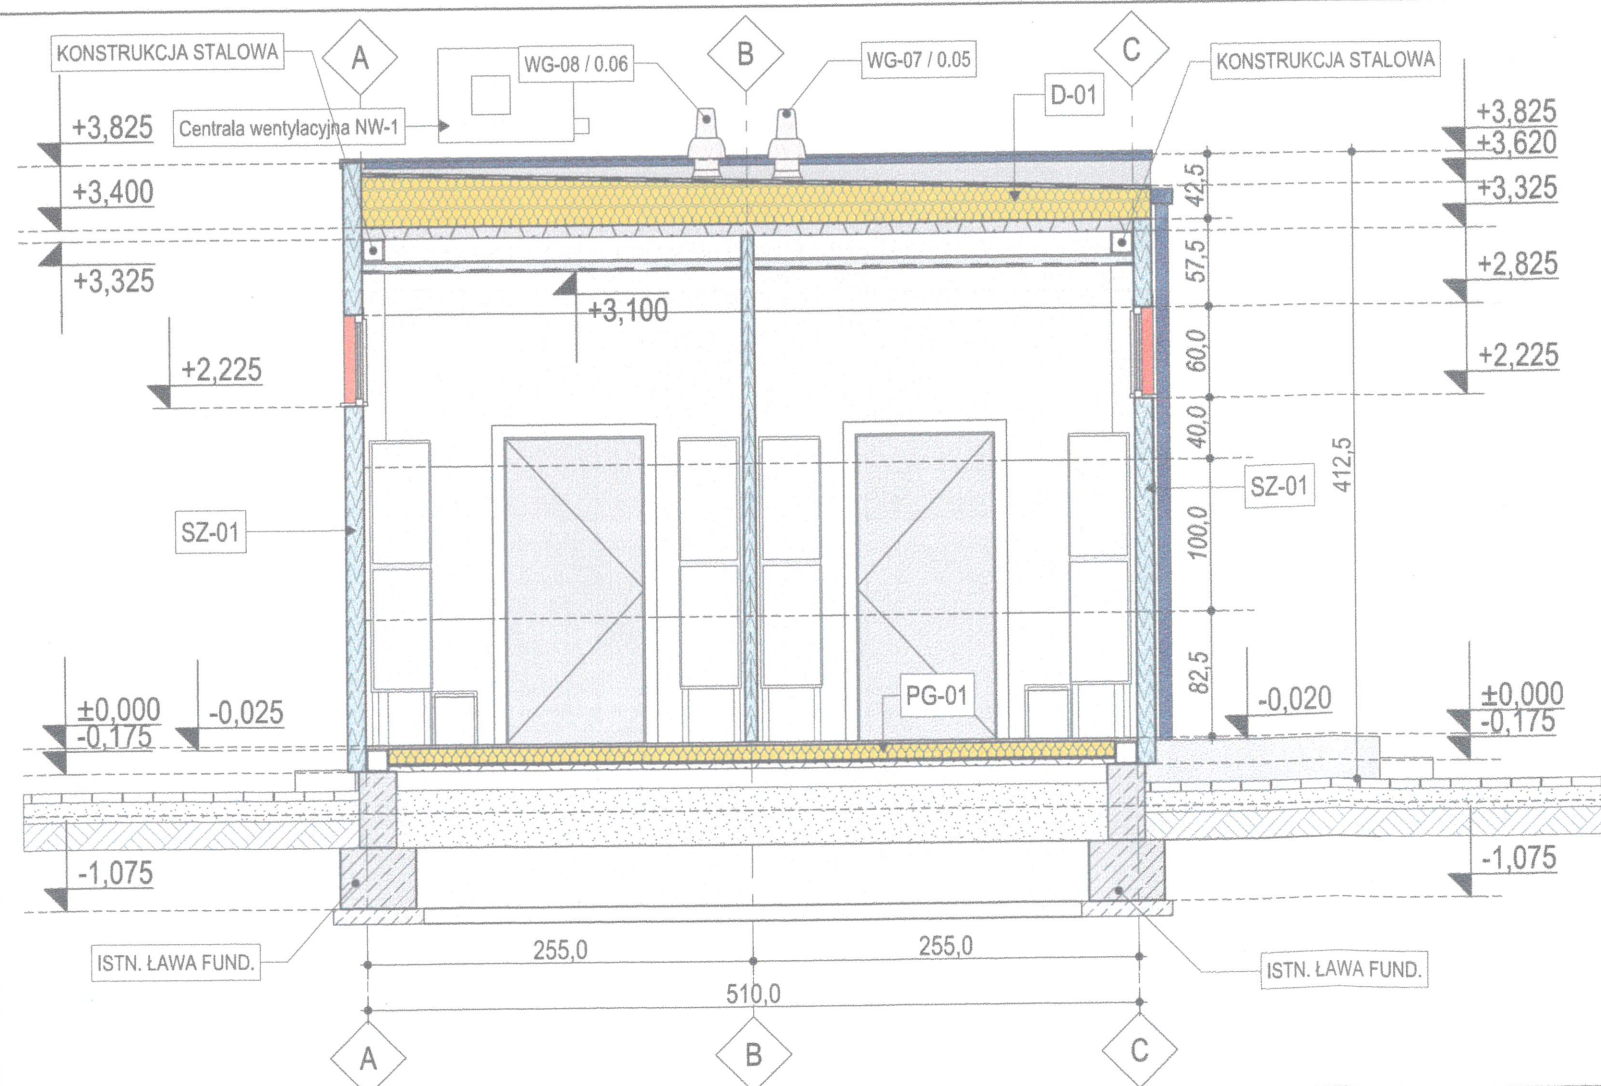 KONSTRUKCJA STALOWA
A
WG-08 / 0.06
B
WG-07 / 0.05
C
KONSTRUKCJA STALOWA
D-01
Centrala wentylacyjna NW-1
+3,825
+3,400
+3,325
+2,225
±0,000
-0,175
-0,025
-1,075
+3,100
SZ-01
PG-01
SZ-01
42,5
57,5
60,0
40,0
100,0
82,5
412,5
+3,825
+3,620
+3,325
+2,825
+2,225
-0,020
±0,000
-0,175
-1,075
ISTN. ŁAWA FUND.
255,0
255,0
510,0
ISTN. ŁAWA FUND.
A
B
C